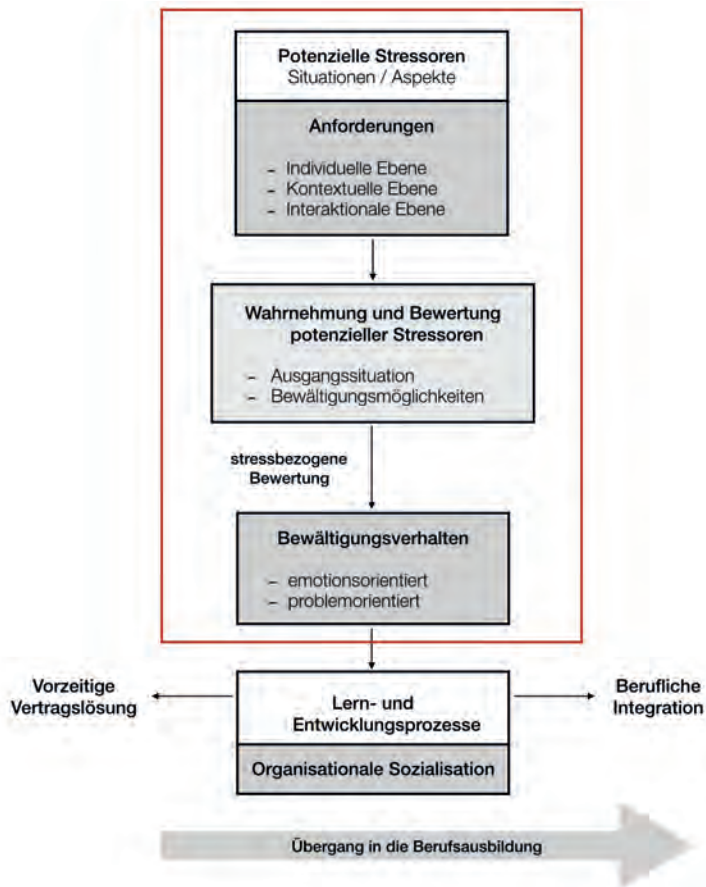 Potenzielle Stressoren
Situationen / Aspekte
Anforderungen
– Individuelle Ebene
– Kontextuelle Ebene
– Interaktionale Ebene
Wahrnehmung und Bewertung
potenzieller Stressoren
– Ausgangssituation
– Bewältigungsmöglichkeiten
stressbezogene
Bewertung
Bewältigungsverhalten
– emotionsorientiert
– problemorientiert
Vorzeitige
Vertragslösung
Lern- und
Entwicklungsprozesse
Organisationale Sozialisation
Berufliche
Integration
Übergang in die Berufsausbildung